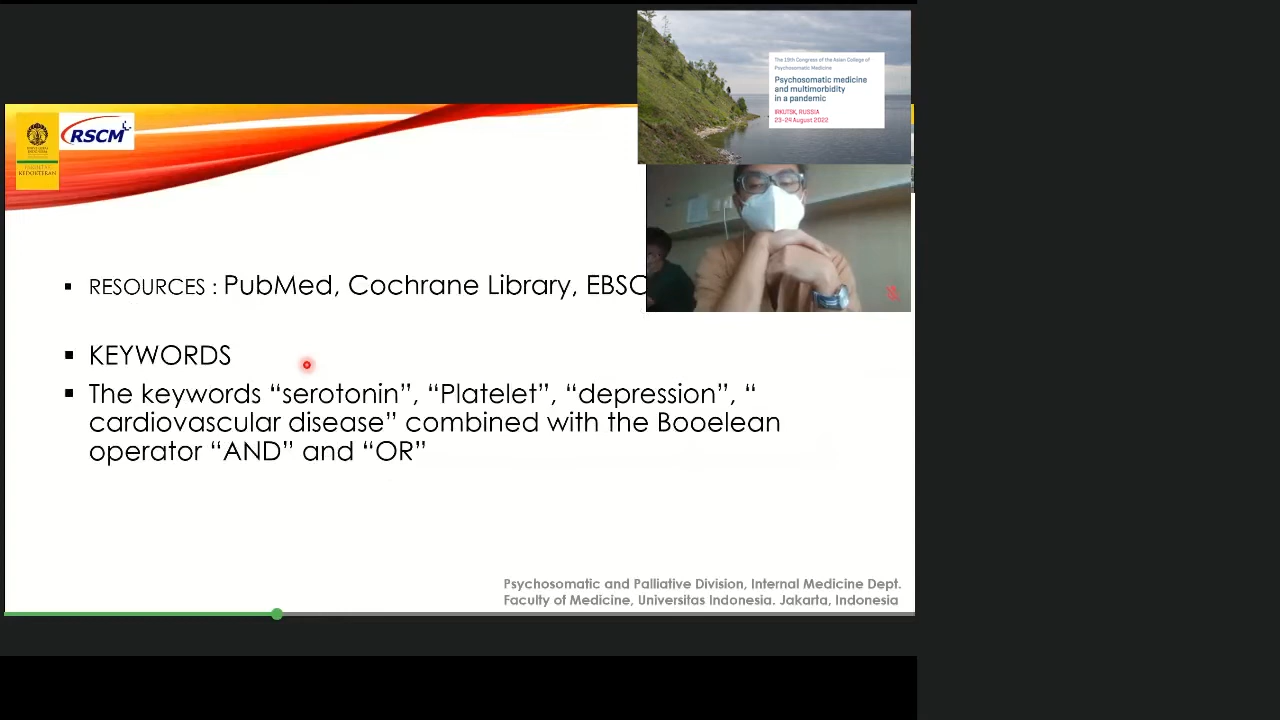 The 19th Congress of the Asian College of
Psychosomatic Medicine
Psychosomatic medicine
and multimorbidity
in a pandemic
IRKUTSK, RUSSIA
23-24 August 2022
RSCM
FAKULTAS
KEDOKTERAN
RESOURCES : PubMed, Cochrane Library, EBSC
KEYWORDS
The keywords “serotonin”, “Platelet”, “depression”, “
cardiovascular disease” combined with the Booelean
operator “AND” and “OR”
Psychosomatic and Palliative Division, Internal Medicine Dept.
Faculty of Medicine, Universitas Indonesia. Jakarta, Indonesia